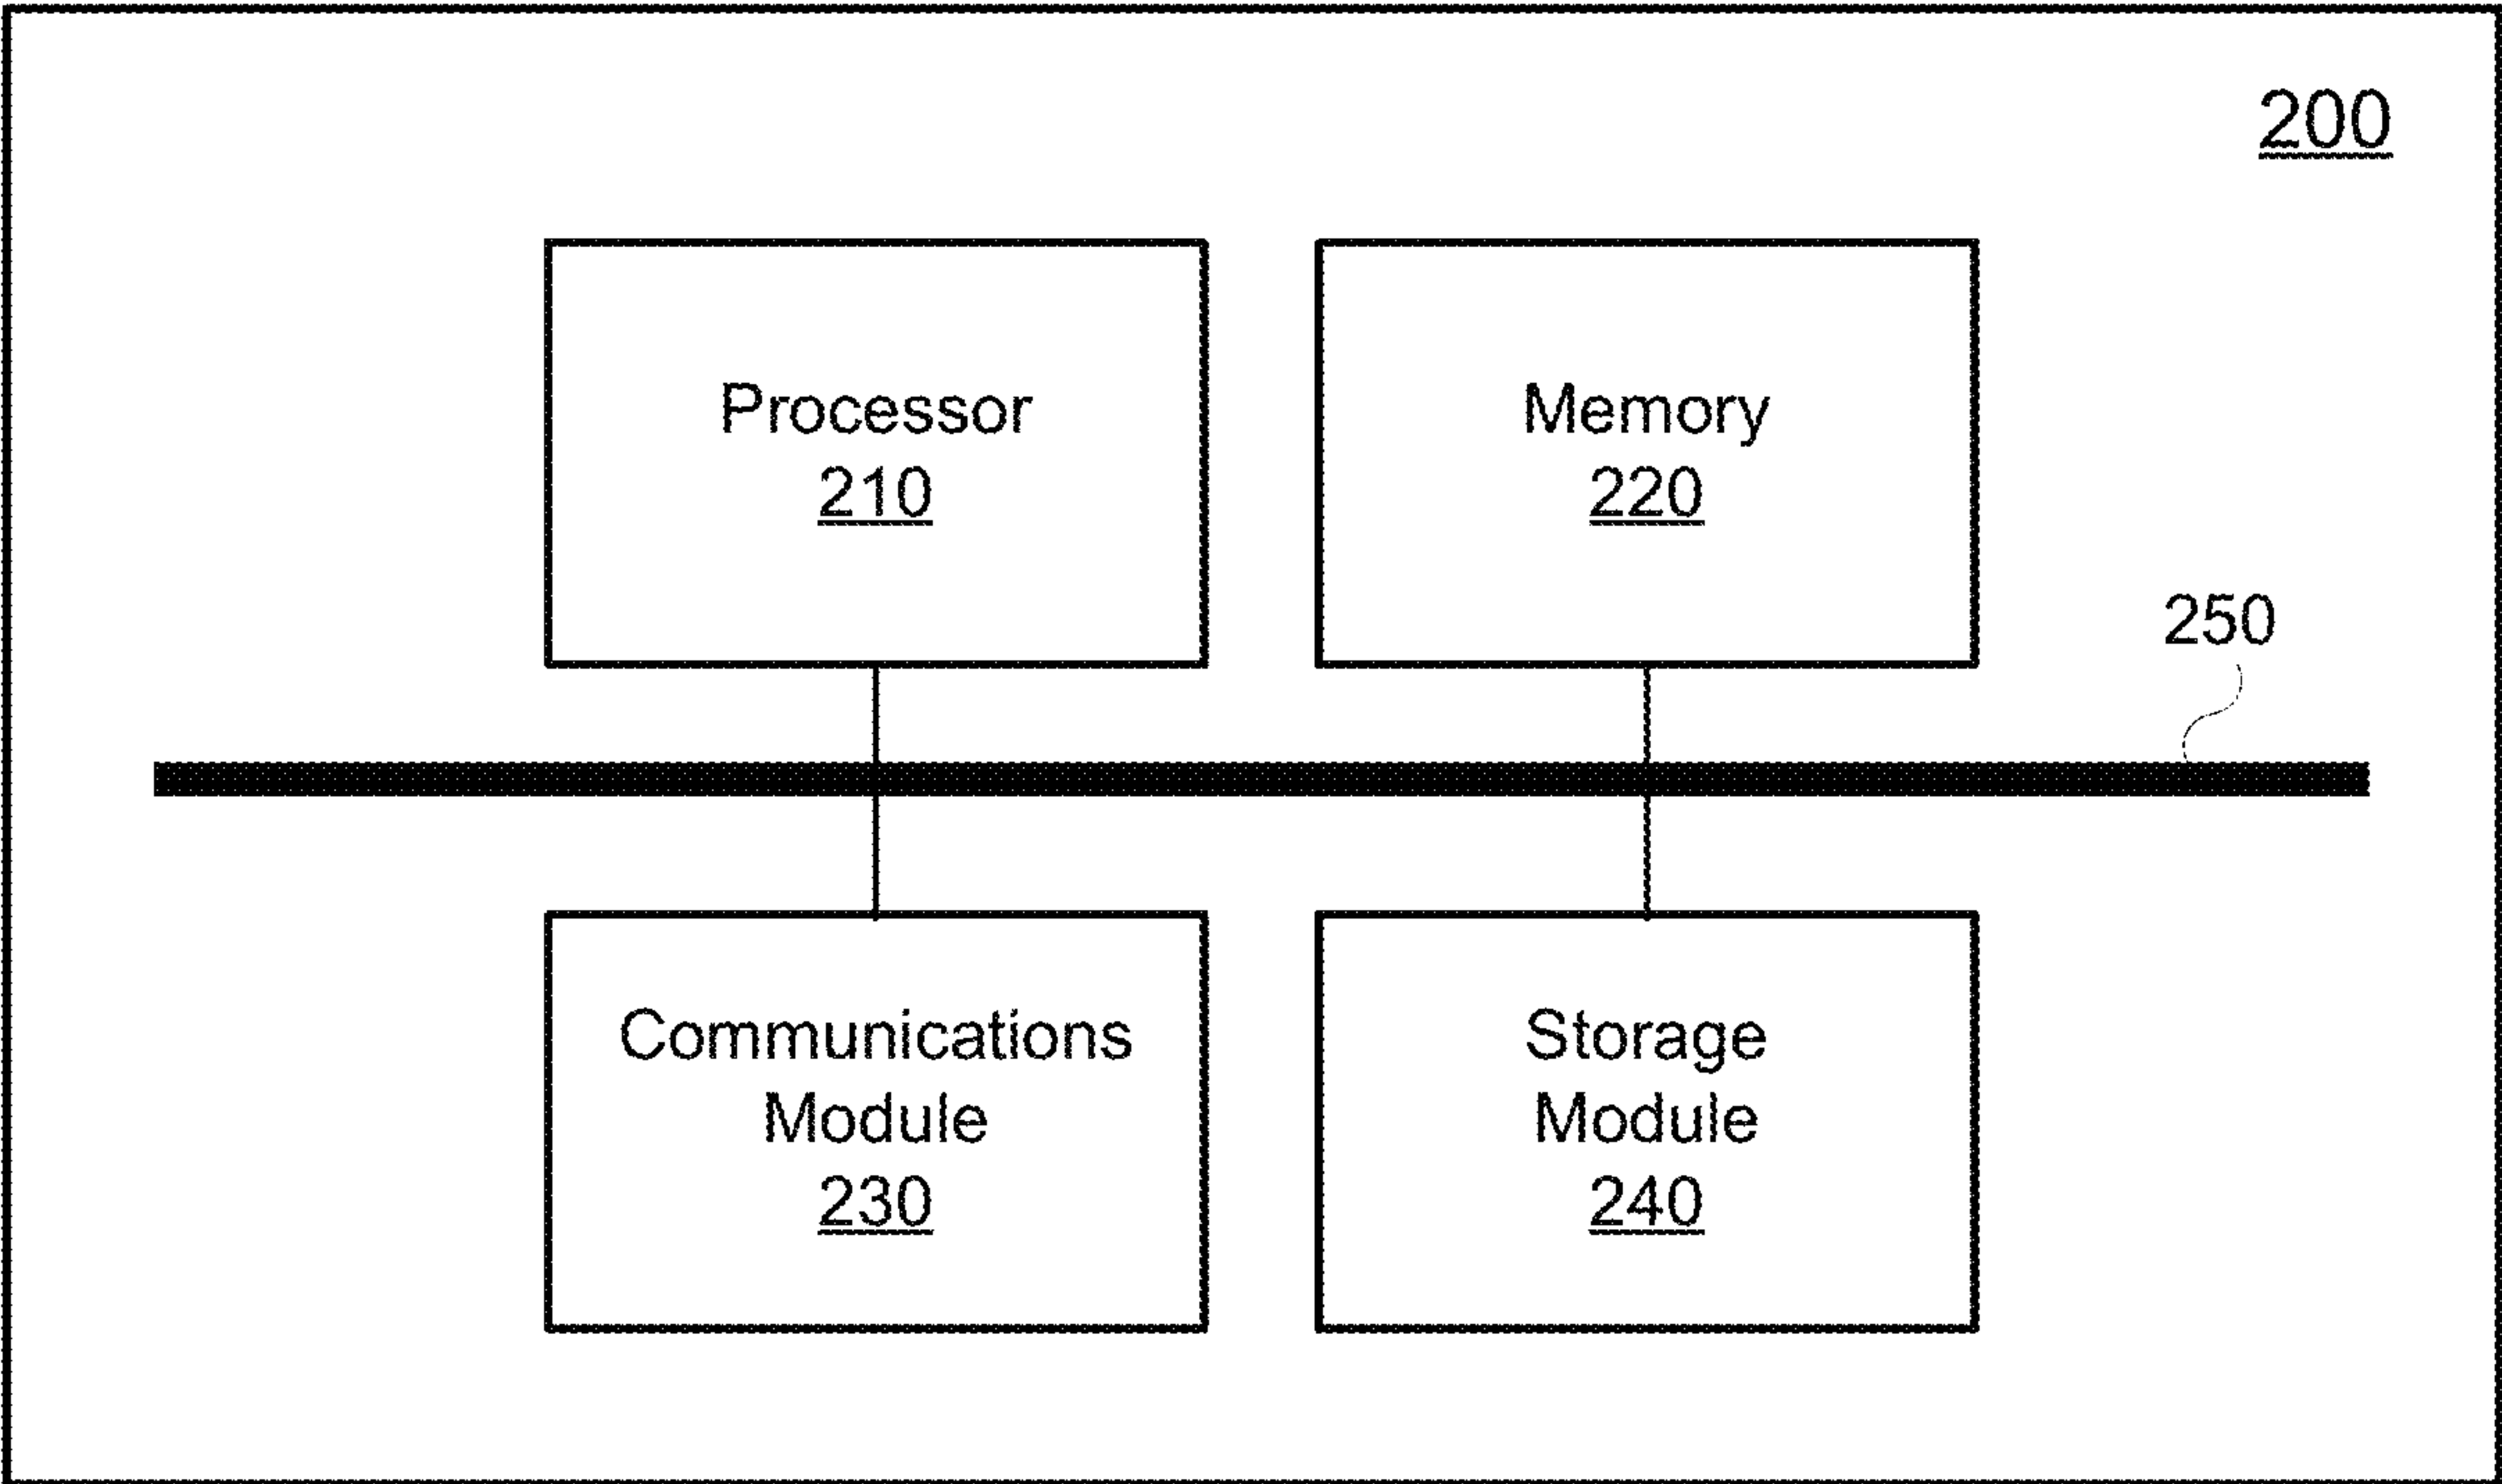 200
Processor
210
Memory
220
250
Communications
Module
230
Storage
Module
240